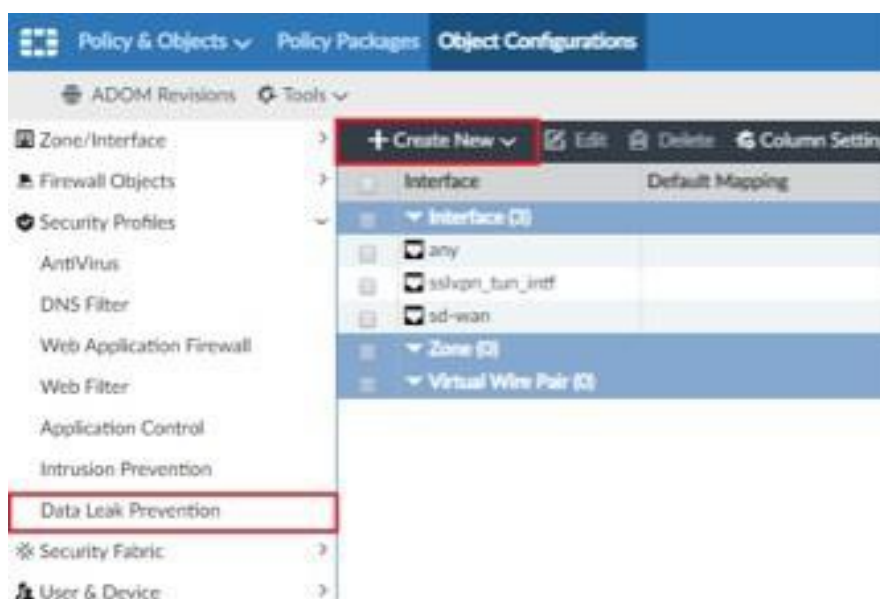 Policy & Objects Policy Packages Object Configurations
ADOM Revisions Tools
Zone/Interface
Firewall Objects
Security Profiles
AntiVirus
DNS Filter
Web Application Firewall
Web Filter
Application Control
Intrusion Prevention
Data Leak Prevention
Security Fabric
User & Device
+ Create New Edit Delete Column Settin
Interface Default Mapping
Interface (3)
any
sslvpn_tun_intf
sd-wan
Zone (0)
Virtual Wire Pair (0)